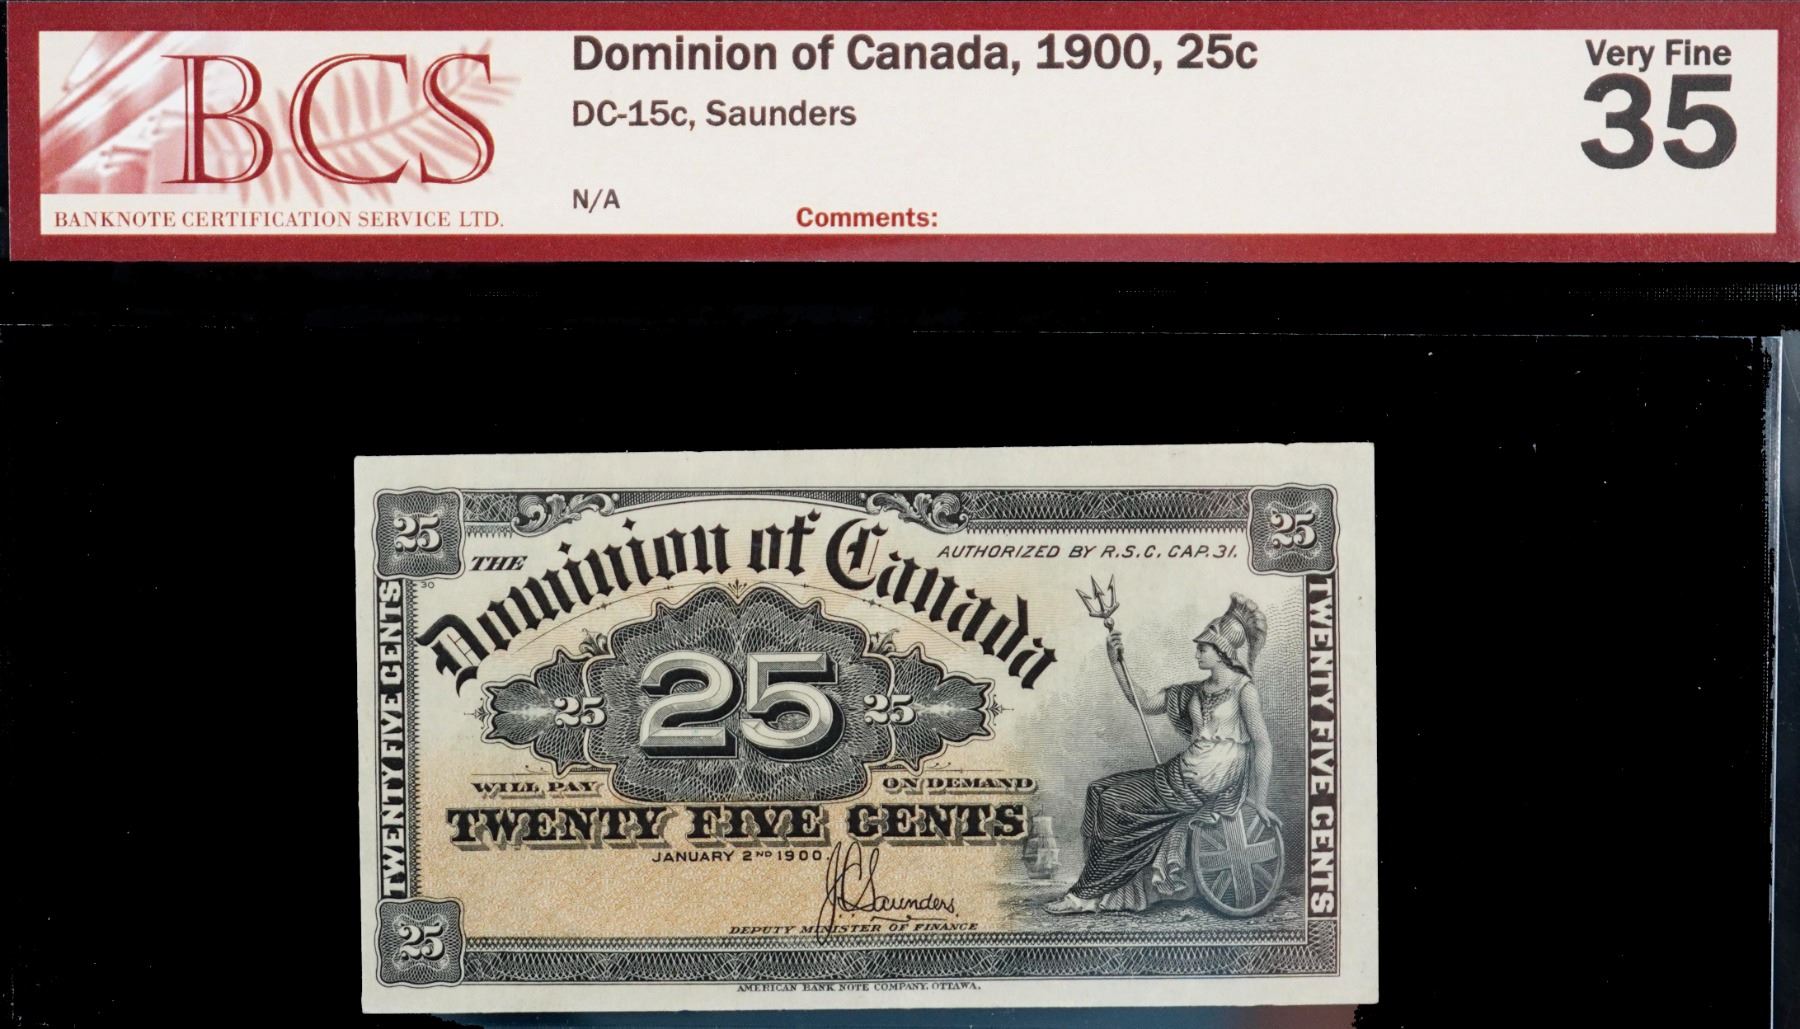 BCS
BANKNOTE CERTIFICATION SERVICE LTD.
Dominion of Canada, 1900, 25c
DC-15c, Saunders
N/A
Comments:
Very Fine
35
25
25
THE
Dominion of Canada
AUTHORIZED BY R.S.C. CAP. 31.
30
TWENTY FIVE CENTS
TWENTY FIVE CENTS
25
25
25
WILL PAY
ON DEMAND
TWENTY FIVE CENTS
JANUARY 2ND 1900.
J.C. Saunders.
DEPUTY MINISTER OF FINANCE
25
AMERICAN BANK NOTE COMPANY, OTTAWA.